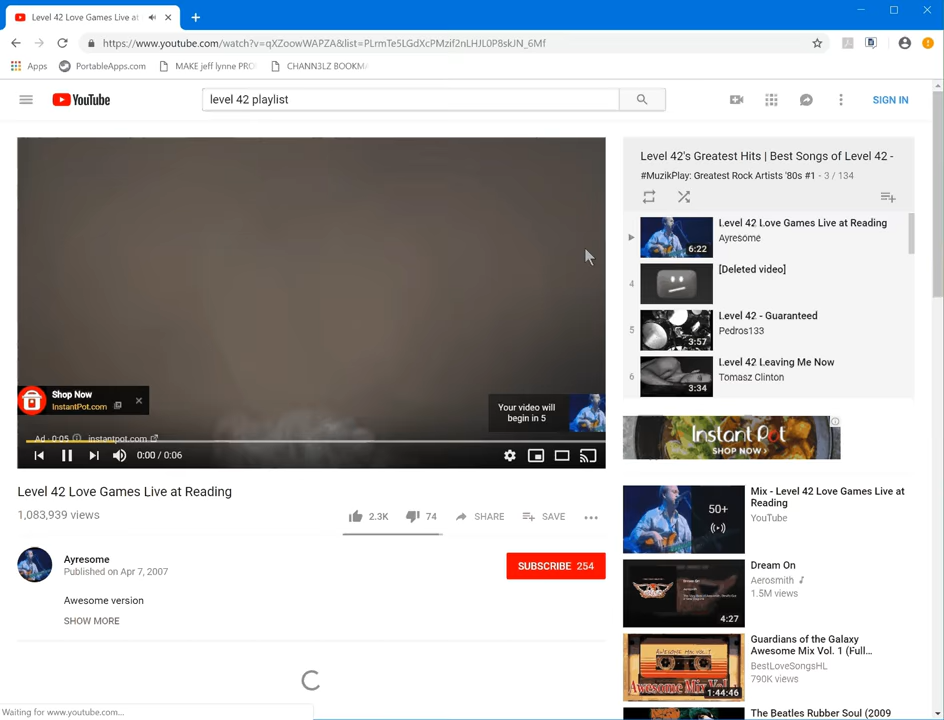 Level 42 Love Games Live at
https://www.youtube.com/watch?v=qXZoowWAPZA&list=PLrmTe5LGdXcPMzif2nLHJL0P8skJN_6Mf
Apps
PortableApps.com
MAKE jeff lynne PRO
CHANN3LZ BOOKMA
YouTube
level 42 playlist
SIGN IN
Level 42's Greatest Hits | Best Songs of Level 42 -
#MuzikPlay: Greatest Rock Artists '80s #1 - 3 / 134
Level 42 Love Games Live at Reading
Ayresome
6:22
4
[Deleted video]
5
Level 42 - Guaranteed
Pedros133
3:57
6
Level 42 Leaving Me Now
Tomasz Clinton
3:34
Shop Now
InstantPot.com
Your video will
begin in 5
Ad · 0:05
instantpot.com
0:00 / 0:06
Instant Pot
SHOP NOW >
Level 42 Love Games Live at Reading
1,083,939 views
2.3K
74
SHARE
SAVE
Ayresome
Published on Apr 7, 2007
SUBSCRIBE 254
Awesome version
SHOW MORE
50+
Mix - Level 42 Love Games Live at
Reading
YouTube
Dream On
Aerosmith
1.5M views
4:27
Guardians of the Galaxy
Awesome Mix Vol. 1 (Full...
BestLoveSongsHL
790K views
1:44:46
The Beatles Rubber Soul (2009
Waiting for www.youtube.com...